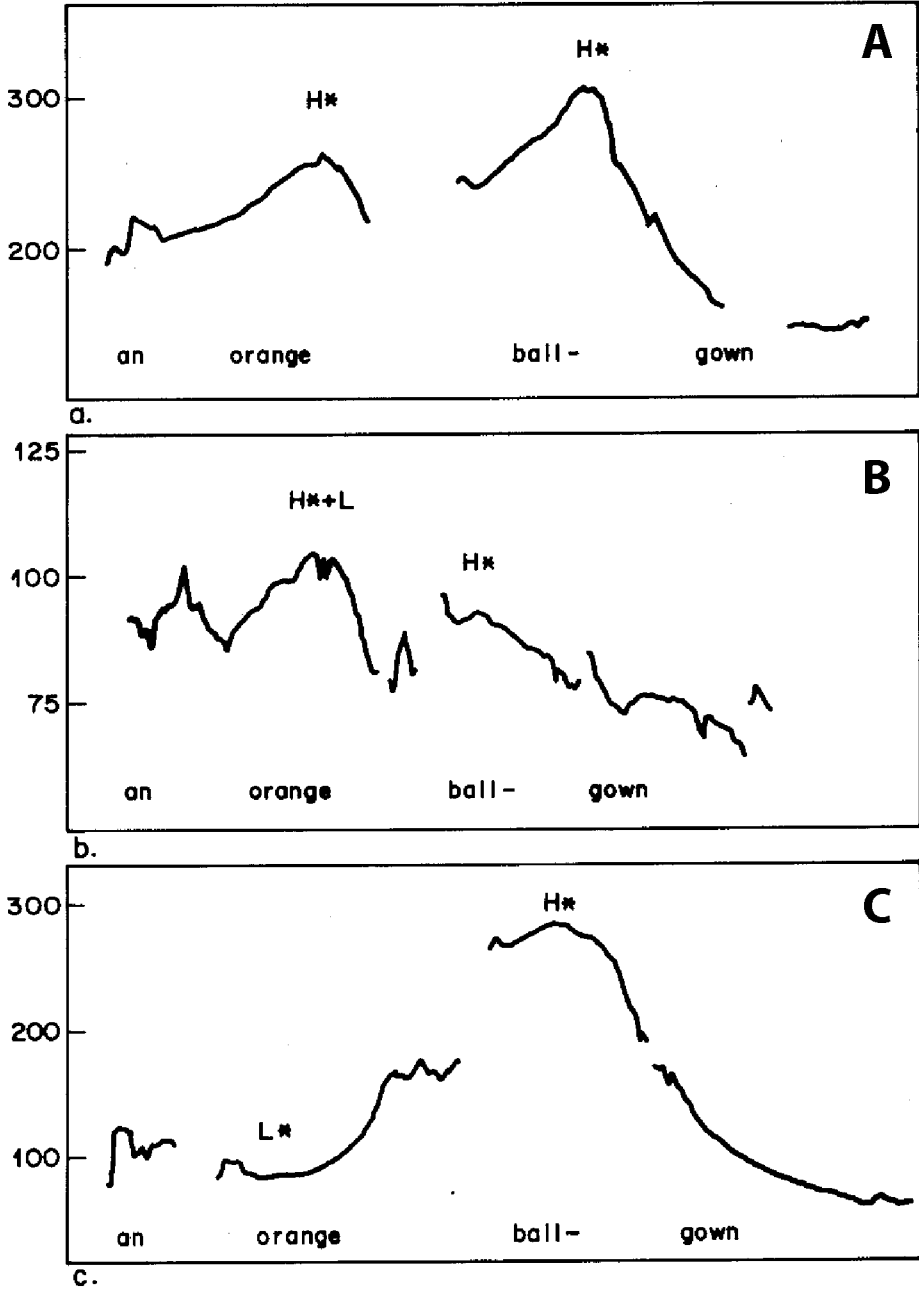 A
H*
300
H*
200
an orange ball- gown
a.
125
B
H*+L
H*
100
75
an orange ball- gown
b.
300
H*
C
200
L*
100
an orange ball- gown
c.